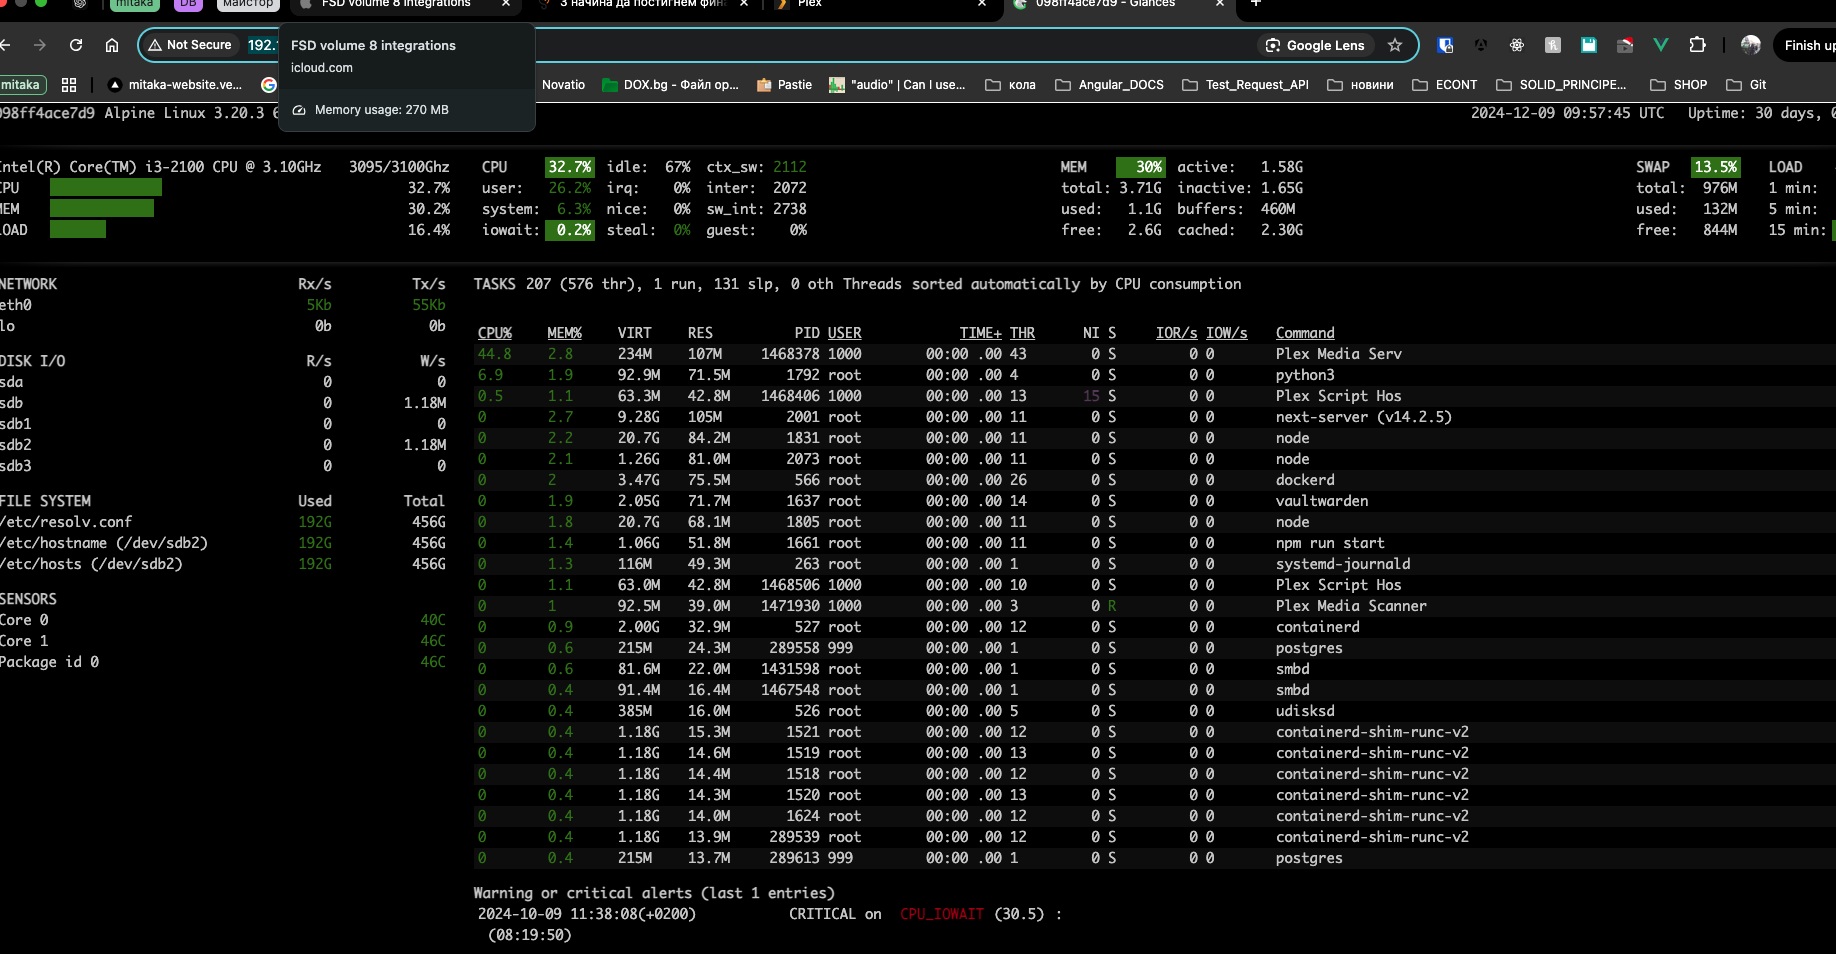 mitaka DB майстор FSD volume 8 integrations 3 начина да постигнем фин Plex 098ff4ace7d9 - Glances
Not Secure 192. Google Lens Finish up
FSD volume 8 integrations
icloud.com
Memory usage: 270 MB
mitaka mitaka-website.ve... Novatio DOX.bg - Файл ор... Pastie "audio" | Can I use... кола Angular_DOCS Test_Request_API новини ECONT SOLID_PRINCIPE... SHOP Git
098ff4ace7d9 Alpine Linux 3.20.3 2024-12-09 09:57:45 UTC Uptime: 30 days,
Intel(R) Core(TM) i3-2100 CPU @ 3.10GHz 3095/3100Ghz CPU 32.7% idle: 67% ctx_sw: 2112 MEM 30% active: 1.58G SWAP 13.5% LOAD
CPU 32.7% user: 26.2% irq: 0% inter: 2072 total: 3.71G inactive: 1.65G total: 976M 1 min:
MEM 30.2% system: 6.3% nice: 0% sw_int: 2738 used: 1.1G buffers: 460M used: 132M 5 min:
LOAD 16.4% iowait: 0.2% steal: 0% guest: 0% free: 2.6G cached: 2.30G free: 844M 15 min:
NETWORK Rx/s Tx/s
eth0 5Kb 55Kb
lo 0b 0b
DISK I/O R/s W/s
sda 0 0
sdb 0 1.18M
sdb1 0 0
sdb2 0 1.18M
sdb3 0 0
FILE SYSTEM Used Total
/etc/resolv.conf 192G 456G
/etc/hostname (/dev/sdb2) 192G 456G
/etc/hosts (/dev/sdb2) 192G 456G
SENSORS
Core 0 40C
Core 1 46C
Package id 0 46C
TASKS 207 (576 thr), 1 run, 131 slp, 0 oth Threads sorted automatically by CPU consumption
CPU% MEM% VIRT RES PID USER TIME+ THR NI S IOR/s IOW/s Command
44.8 2.8 234M 107M 1468378 1000 00:00 .00 43 0 S 0 0 Plex Media Serv
6.9 1.9 92.9M 71.5M 1792 root 00:00 .00 4 0 S 0 0 python3
0.5 1.1 63.3M 42.8M 1468406 1000 00:00 .00 13 15 S 0 0 Plex Script Hos
0 2.7 9.28G 105M 2001 root 00:00 .00 11 0 S 0 0 next-server (v14.2.5)
0 2.2 20.7G 84.2M 1831 root 00:00 .00 11 0 S 0 0 node
0 2.1 1.26G 81.0M 2073 root 00:00 .00 11 0 S 0 0 node
0 2 3.47G 75.5M 566 root 00:00 .00 26 0 S 0 0 dockerd
0 1.9 2.05G 71.7M 1637 root 00:00 .00 14 0 S 0 0 vaultwarden
0 1.8 20.7G 68.1M 1805 root 00:00 .00 11 0 S 0 0 node
0 1.4 1.06G 51.8M 1661 root 00:00 .00 11 0 S 0 0 npm run start
0 1.3 116M 49.3M 263 root 00:00 .00 1 0 S 0 0 systemd-journald
0 1.1 63.0M 42.8M 1468506 1000 00:00 .00 10 0 S 0 0 Plex Script Hos
0 1 92.5M 39.0M 1471930 1000 00:00 .00 3 0 R 0 0 Plex Media Scanner
0 0.9 2.00G 32.9M 527 root 00:00 .00 12 0 S 0 0 containerd
0 0.6 215M 24.3M 289558 999 00:00 .00 1 0 S 0 0 postgres
0 0.6 81.6M 22.0M 1431598 root 00:00 .00 1 0 S 0 0 smbd
0 0.4 91.4M 16.4M 1467548 root 00:00 .00 1 0 S 0 0 smbd
0 0.4 385M 16.0M 526 root 00:00 .00 5 0 S 0 0 udisksd
0 0.4 1.18G 15.3M 1521 root 00:00 .00 12 0 S 0 0 containerd-shim-runc-v2
0 0.4 1.18G 14.6M 1519 root 00:00 .00 13 0 S 0 0 containerd-shim-runc-v2
0 0.4 1.18G 14.4M 1518 root 00:00 .00 12 0 S 0 0 containerd-shim-runc-v2
0 0.4 1.18G 14.3M 1520 root 00:00 .00 13 0 S 0 0 containerd-shim-runc-v2
0 0.4 1.18G 14.0M 1624 root 00:00 .00 12 0 S 0 0 containerd-shim-runc-v2
0 0.4 1.18G 13.9M 289539 root 00:00 .00 12 0 S 0 0 containerd-shim-runc-v2
0 0.4 215M 13.7M 289613 999 00:00 .00 1 0 S 0 0 postgres
Warning or critical alerts (last 1 entries)
2024-10-09 11:38:08(+0200) CRITICAL on CPU_IOWAIT (30.5) :
(08:19:50)